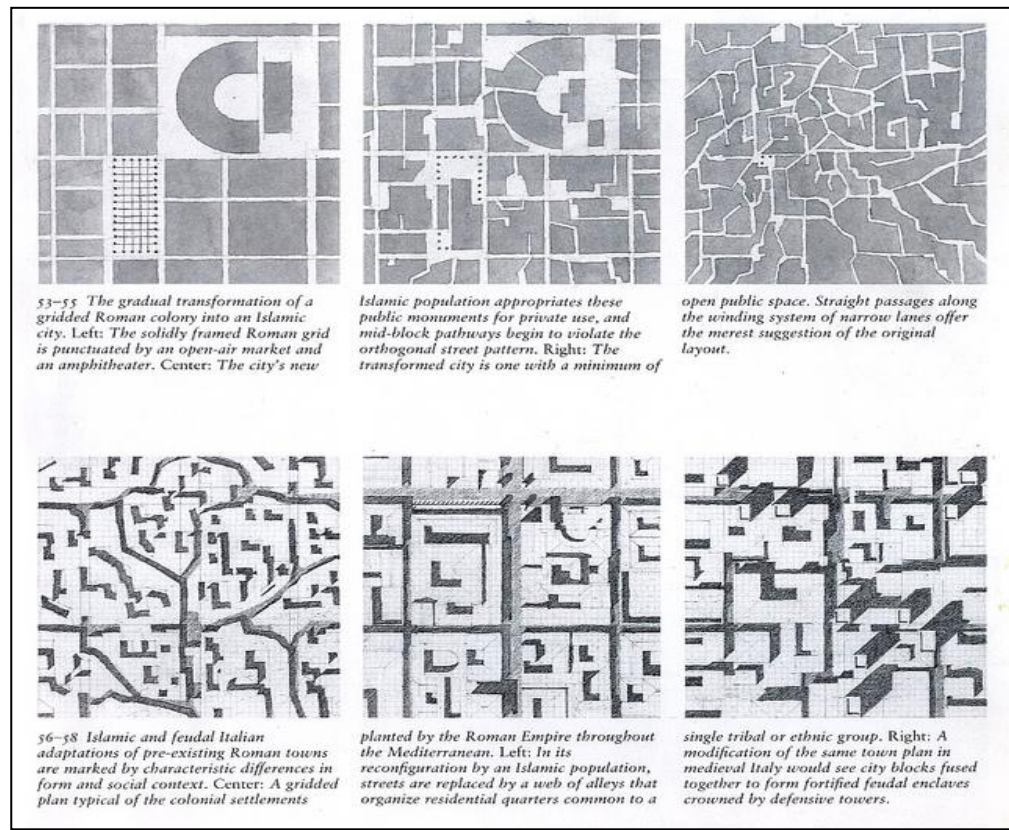 53–55 The gradual transformation of a
gridded Roman colony into an Islamic
city. Left: The solidly framed Roman grid
is punctuated by an open-air market and
an amphitheater. Center: The city's new
Islamic population appropriates these
public monuments for private use, and
mid-block pathways begin to violate the
orthogonal street pattern. Right: The
transformed city is one with a minimum of
open public space. Straight passages along
the winding system of narrow lanes offer
the merest suggestion of the original
layout.
56–58 Islamic and feudal Italian
adaptations of pre-existing Roman towns
are marked by characteristic differences in
form and social context. Center: A gridded
plan typical of the colonial settlements
planted by the Roman Empire throughout
the Mediterranean. Left: In its
reconfiguration by an Islamic population,
streets are replaced by a web of alleys that
organize residential quarters common to a
single tribal or ethnic group. Right: A
modification of the same town plan in
medieval Italy would see city blocks fused
together to form fortified feudal enclaves
crowned by defensive towers.